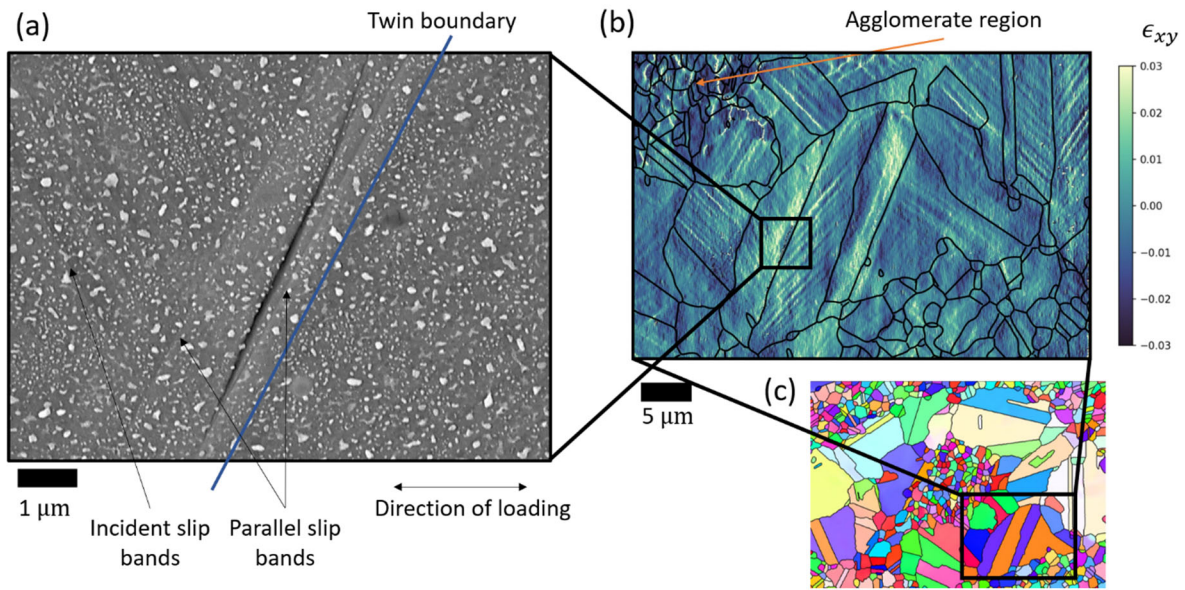 (a)
Twin boundary
1 μm
Incident slip
bands
Parallel slip
bands
Direction of loading
(b)
Agglomerate region
ϵxy
0.03
0.02
0.01
0.00
−0.01
−0.02
−0.03
5 μm
(c)